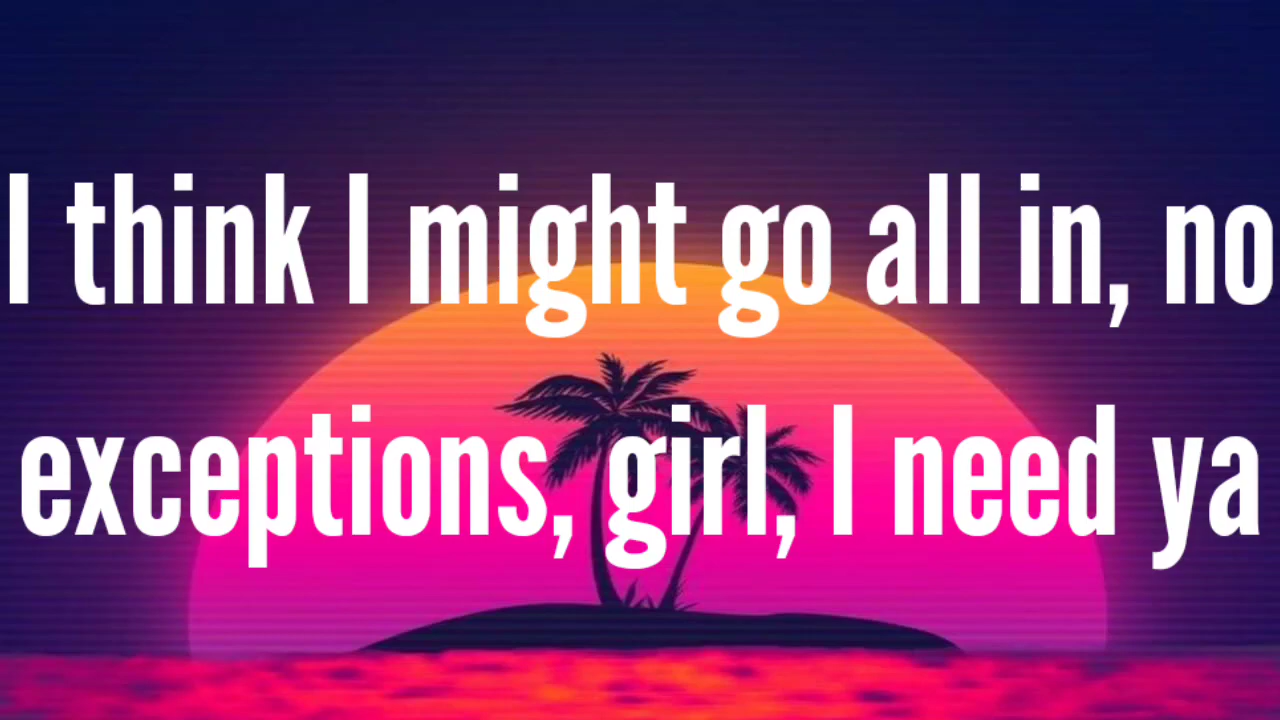 I think I might go all in, no
exceptions, girl, I need ya